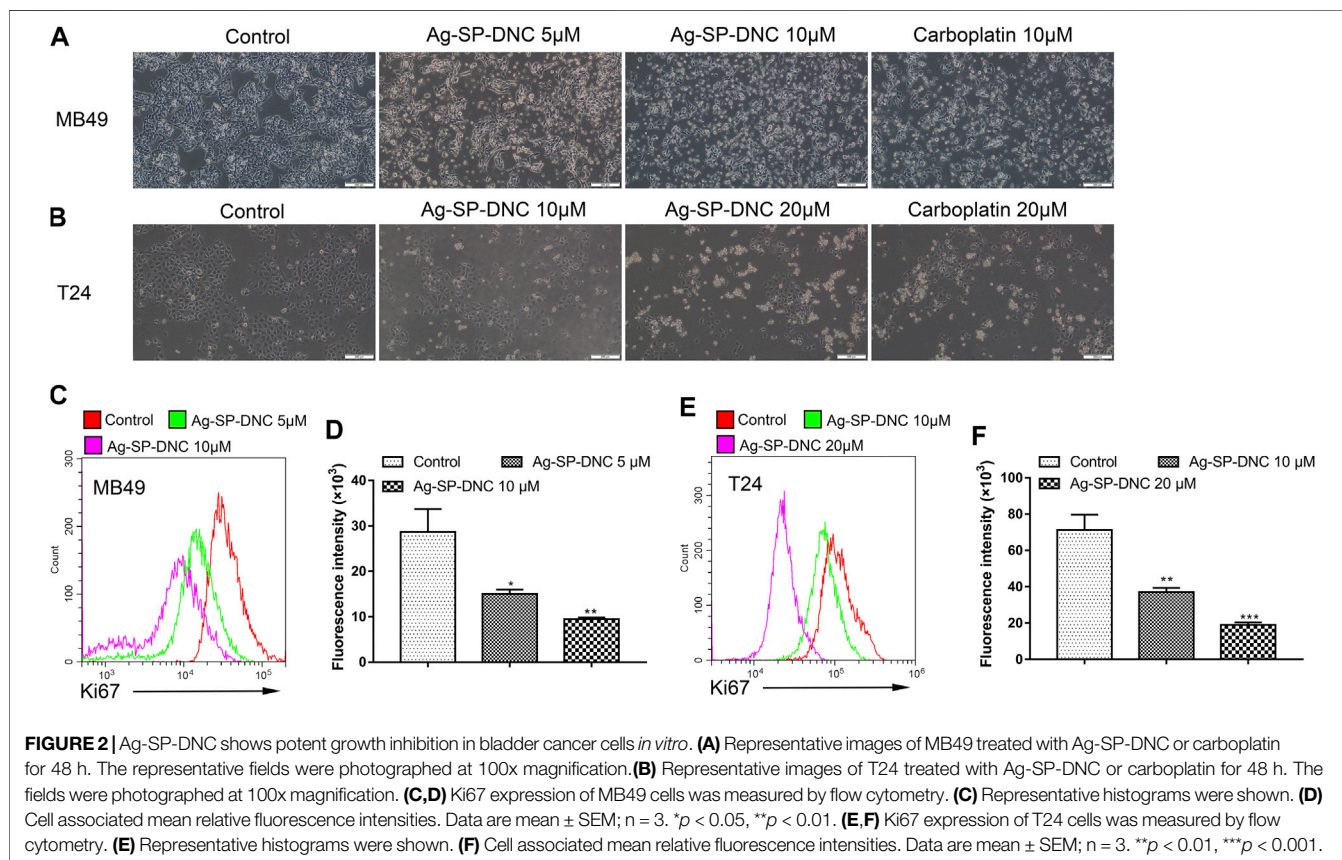 A
Control
Ag-SP-DNC 5μM
Ag-SP-DNC 10μM
Carboplatin 10μM
MB49
B
Control
Ag-SP-DNC 10μM
Ag-SP-DNC 20μM
Carboplatin 20μM
T24
C
Control
Ag-SP-DNC 5μM
Ag-SP-DNC 10μM
MB49
Count
300
200
100
0
10³
10⁴
10⁵
Ki67
D
Control
Ag-SP-DNC 5 μM
Ag-SP-DNC 10 μM
Fluorescence intensity (×10³)
40
30
20
10
0
*
**
E
Control
Ag-SP-DNC 10μM
Ag-SP-DNC 20μM
T24
Count
300
200
100
0
10⁴
10⁵
10⁶
Ki67
F
Control
Ag-SP-DNC 10 μM
Ag-SP-DNC 20 μM
Fluorescence intensity (×10³)
100
80
60
40
20
0
**
***
FIGURE 2 | Ag-SP-DNC shows potent growth inhibition in bladder cancer cells in vitro. (A) Representative images of MB49 treated with Ag-SP-DNC or carboplatin
for 48 h. The representative fields were photographed at 100x magnification.(B) Representative images of T24 treated with Ag-SP-DNC or carboplatin for 48 h. The
fields were photographed at 100x magnification. (C,D) Ki67 expression of MB49 cells was measured by flow cytometry. (C) Representative histograms were shown. (D)
Cell associated mean relative fluorescence intensities. Data are mean ± SEM; n = 3. *p < 0.05, **p < 0.01. (E,F) Ki67 expression of T24 cells was measured by flow
cytometry. (E) Representative histograms were shown. (F) Cell associated mean relative fluorescence intensities. Data are mean ± SEM; n = 3. **p < 0.01, ***p < 0.001.